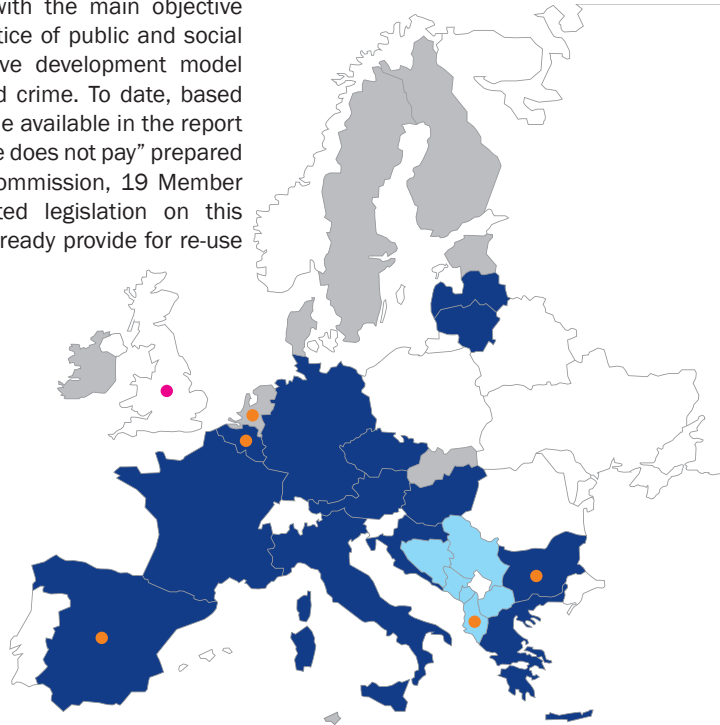 with the main objective
tice of public and social
ve development model
d crime. To date, based
e available in the report
e does not pay” prepared
ommission, 19 Member
ted legislation on this
ready provide for re-use